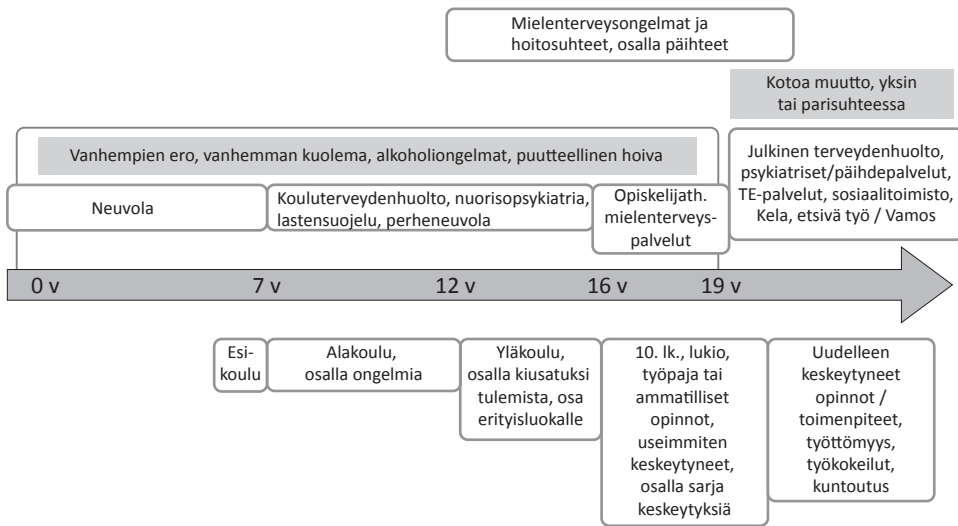 Mielenterveysongelmat ja
hoitosuhteet, osalla päihteet
Kotoa muutto, yksin
tai parisuhteessa
Vanhempien ero, vanhemman kuolema, alkoholiongelmat, puutteellinen hoiva
Neuvola
Kouluterveydenhuolto, nuorisopsykiatria,
lastensuojelu, perheneuvola
Opiskelijath.
mielenterveys-
palvelut
Julkinen terveydenhuolto,
psykiatriset/päihdepalvelut,
TE-palvelut, sosiaalitoimisto,
Kela, etsivä työ / Vamos
0 v
7 v
12 v
16 v
19 v
Esi-
koulu
Alakoulu,
osalla ongelmia
Yläkoulu,
osalla kiusatuksi
tulemista, osa
erityisluokalle
10. lk., lukio,
työpaja tai
ammatilliset
opinnot,
useimmiten
keskeytyneet,
osalla sarja
keskeytyksiä
Uudelleen
keskeytyneet
opinnot /
toimenpiteet,
työttömyys,
työkokeilut,
kuntoutus